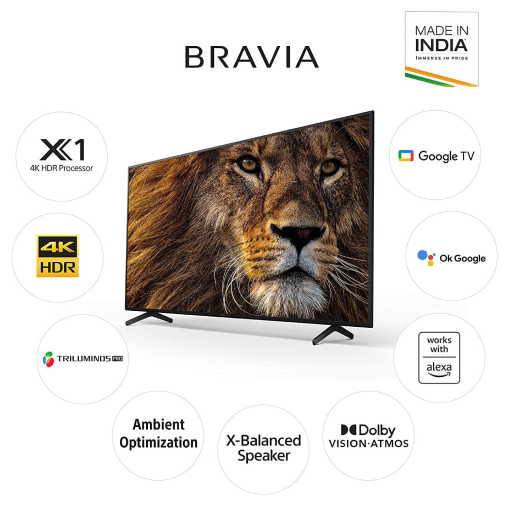 BRAVIA
MADE IN
INDIA
IMMERSE IN PRIDE
X1
4K HDR Processor
Google TV
4K
HDR
Ok Google
TRILUMINOS PRO
works
with
alexa
Ambient
Optimization
X-Balanced
Speaker
Dolby
VISION·ATMOS